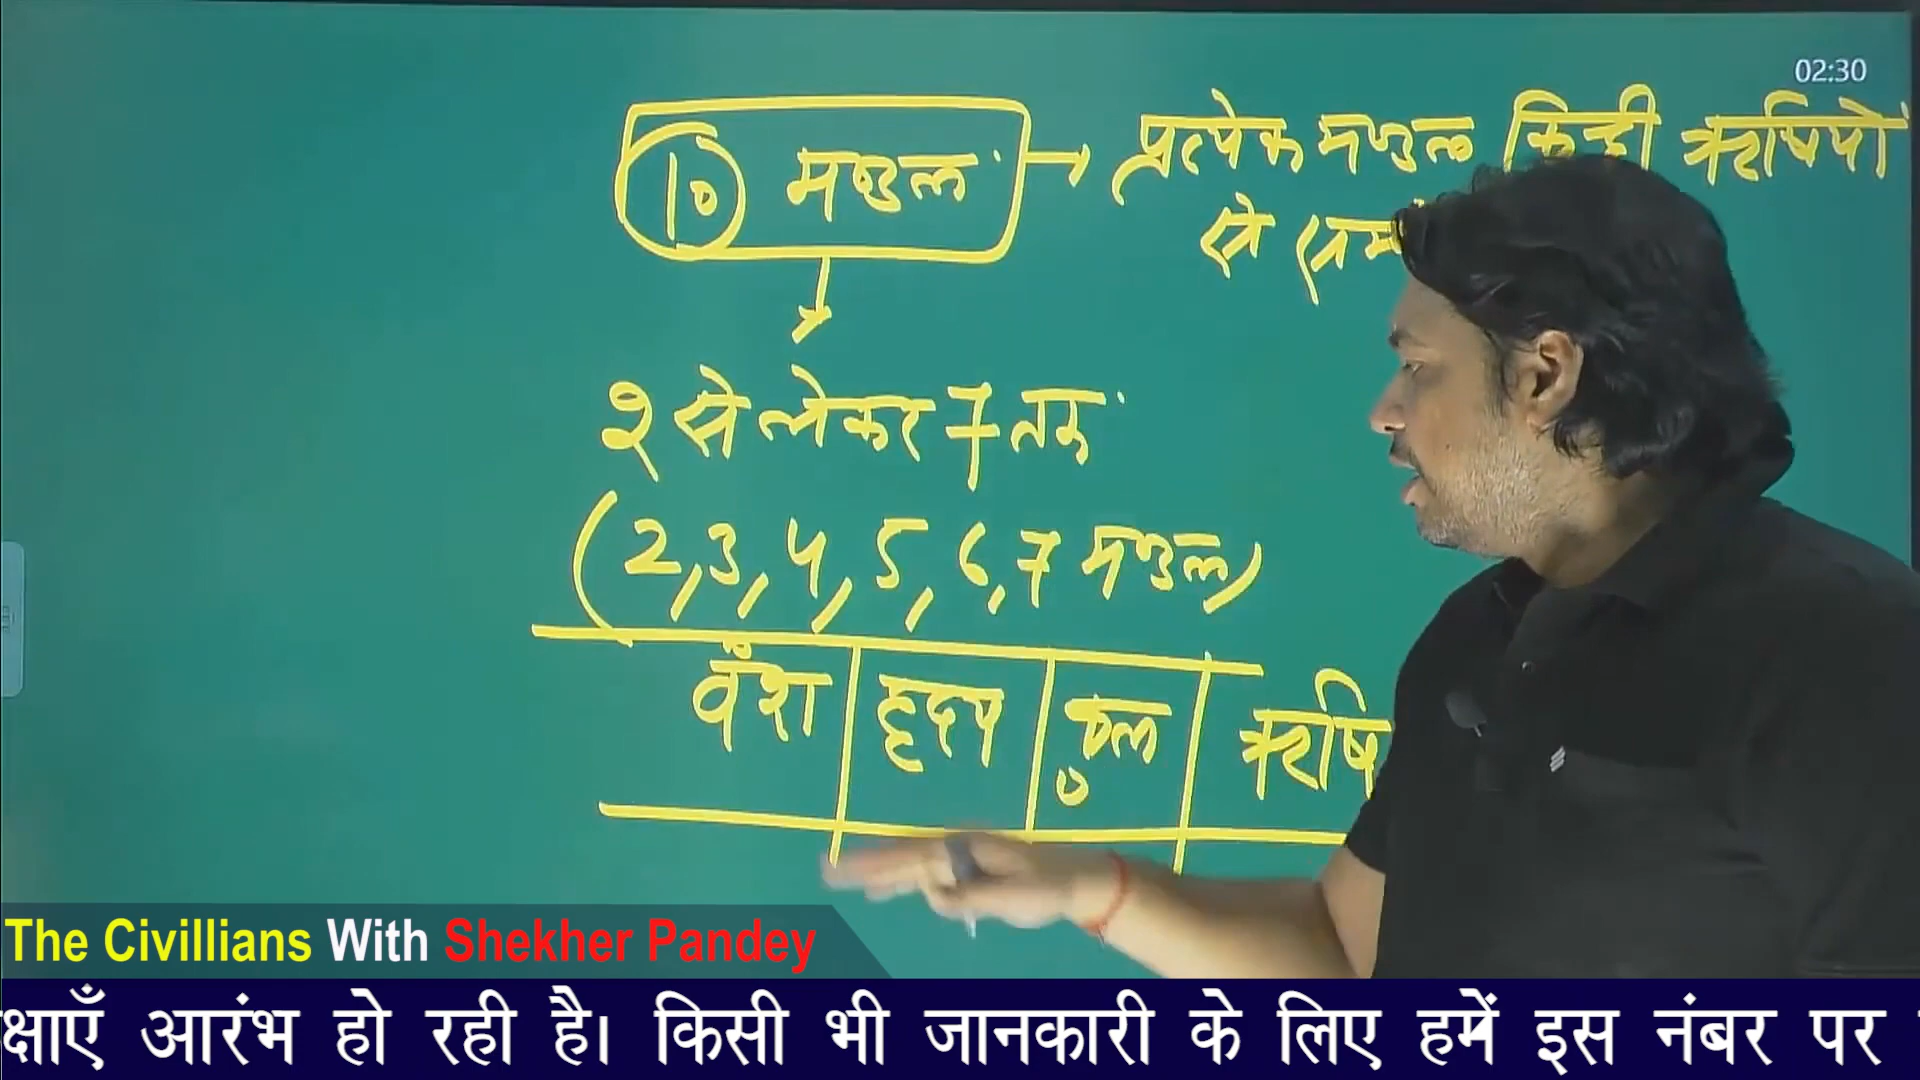 02:30
10 मण्डल → प्रत्येक मण्डल किन्ही ऋषियों
से
२ से लेकर 7 तक
(2,3,4,5,6,7 मण्डल)
वंश हृदय कुल ऋषि
The Civillians With Shekher Pandey
क्षाएँ आरंभ हो रही है। किसी भी जानकारी के लिए हमें इस नंबर पर